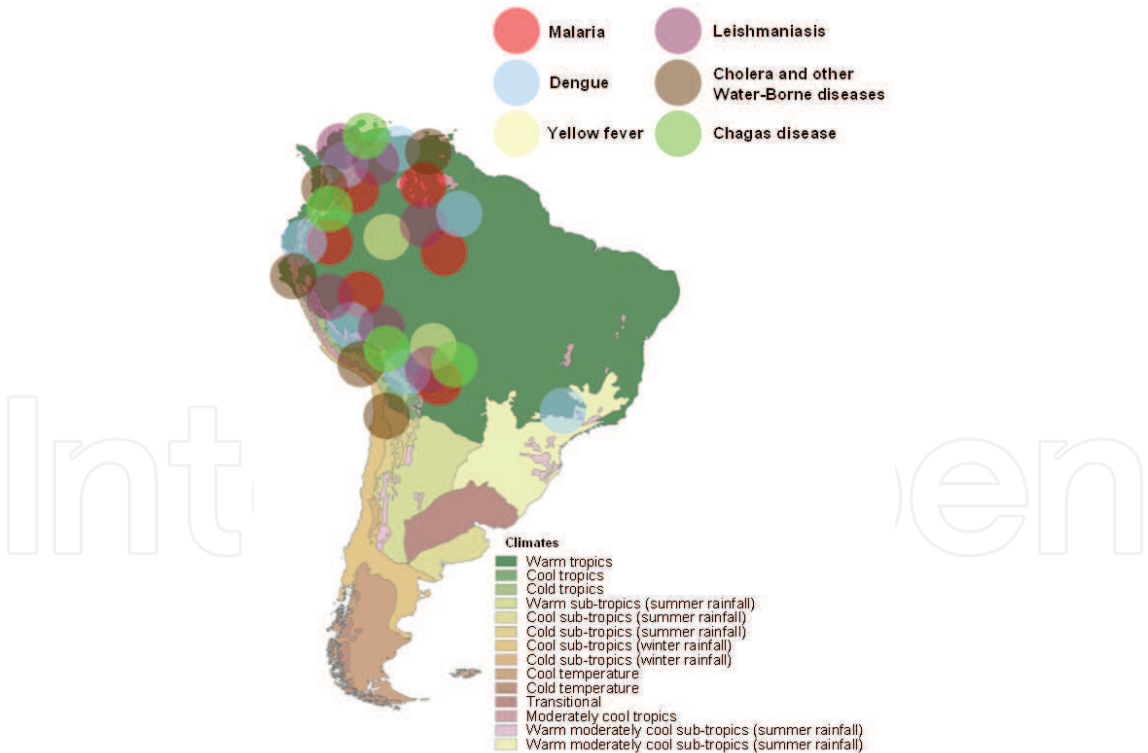 Malaria
Leishmaniasis
Dengue
Cholera and other
Water-Borne diseases
Yellow fever
Chagas disease
Climates
Warm tropics
Cool tropics
Cold tropics
Warm sub-tropics (summer rainfall)
Cool sub-tropics (summer rainfall)
Cold sub-tropics (summer rainfall)
Cool sub-tropics (winter rainfall)
Cold sub-tropics (winter rainfall)
Cool temperature
Cold temperature
Transitional
Moderately cool tropics
Warm moderately cool sub-tropics (summer rainfall)
Warm moderately cool sub-tropics (summer rainfall)
Int
pen